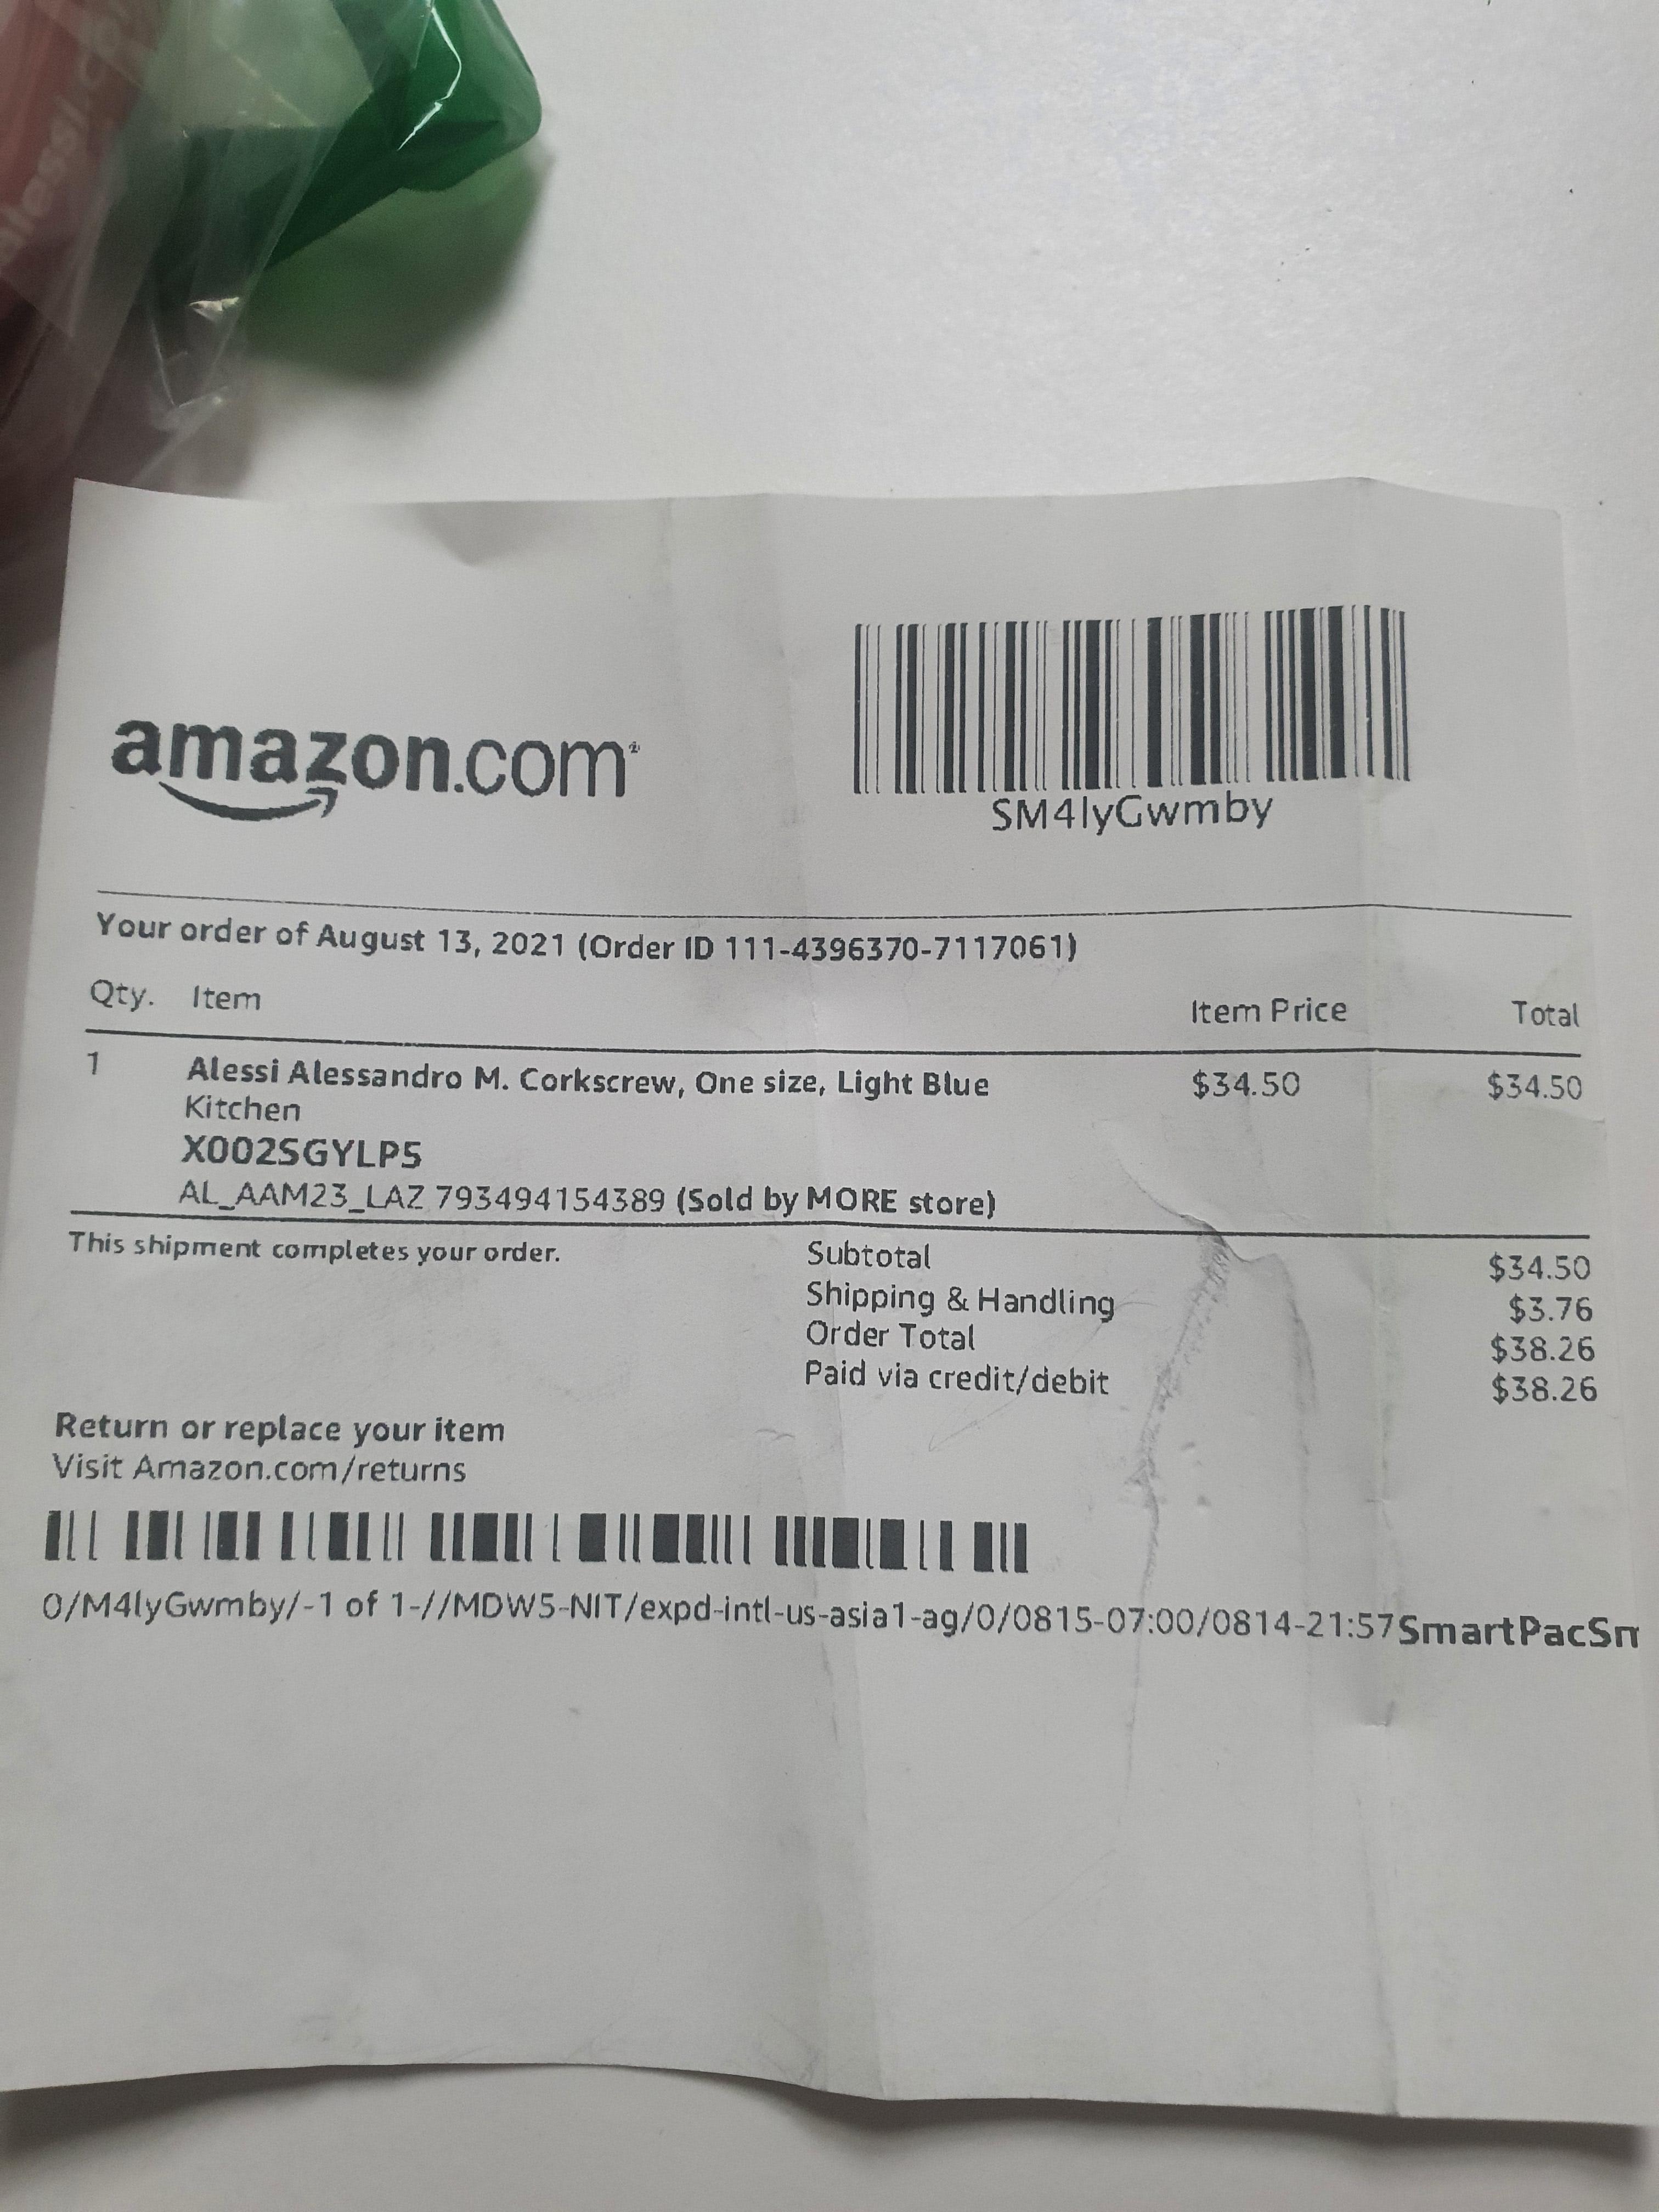 alessi.c
amazon.com
SM4lyGwmby
Your order of August 13, 2021 (Order ID 111-4396370-7117061)
Qty. Item Item Price Total
1 Alessi Alessandro M. Corkscrew, One size, Light Blue $34.50 $34.50
Kitchen
X002SGYLP5
AL_AAM23_LAZ 793494154389 (Sold by MORE store)
This shipment completes your order.
Subtotal $34.50
Shipping & Handling $3.76
Order Total $38.26
Paid via credit/debit $38.26
Return or replace your item
Visit Amazon.com/returns
0/M4lyGwmby/-1 of 1-//MDW5-NIT/expd-intl-us-asia1-ag/0/0815-07:00/0814-21:57SmartPacSm